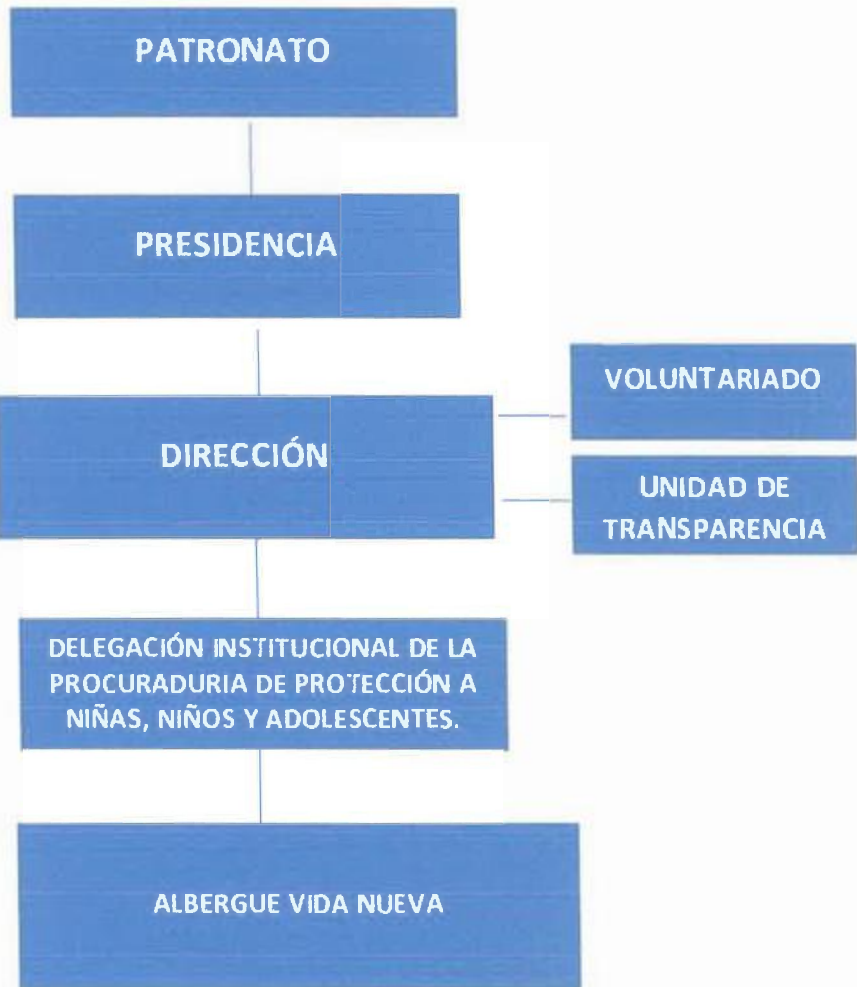 PATRONATO
PRESIDENCIA
DIRECCIÓN
VOLUNTARIADO
UNIDAD DE
TRANSPARENCIA
DELEGACIÓN INSTITUCIONAL DE LA
PROCURADURIA DE PROTECCIÓN A
NIÑAS, NIÑOS Y ADOLESCENTES.
ALBERGUE VIDA NUEVA